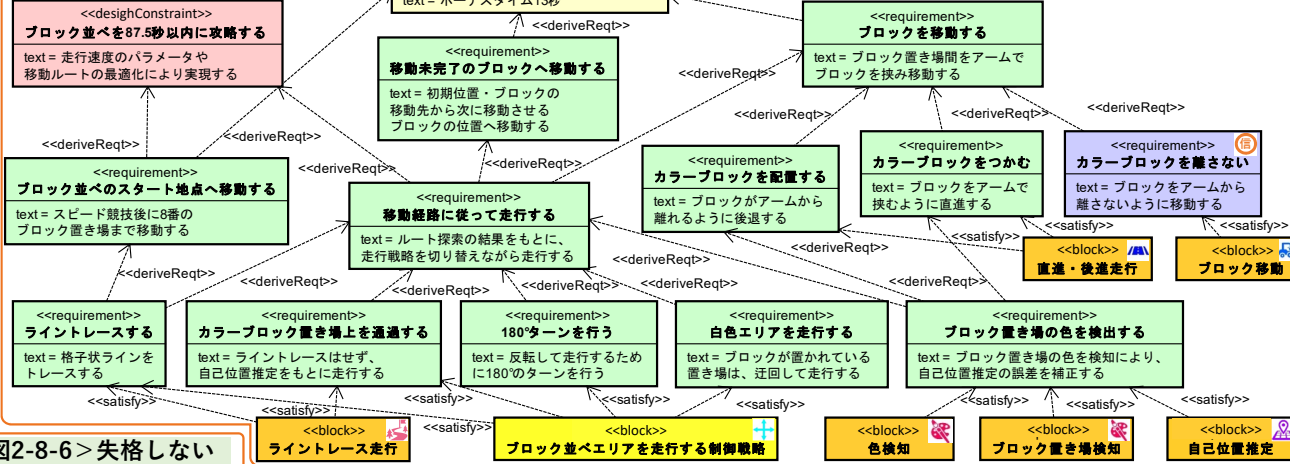 <<desighConstraint>>
ブロック並べを87.5秒以内に攻略する
text = 走行速度のパラメータや
移動ルートの最適化により実現する
text = ボーナスタイム13秒
<<deriveReqt>>
<<requirement>>
移動未完了のブロックへ移動する
text = 初期位置・ブロックの
移動先から次に移動させる
ブロックの位置へ移動する
<<requirement>>
ブロックを移動する
text = ブロック置き場間をアームで
ブロックを挟み移動する
<<deriveReqt>>
<<deriveReqt>>
<<deriveReqt>>
<<deriveReqt>>
<<deriveReqt>>
<<deriveReqt>>
<<deriveReqt>>
<<deriveReqt>>
<<deriveReqt>>
<<requirement>>
ブロック並べのスタート地点へ移動する
text = スピード競技後に8番の
ブロック置き場まで移動する
<<requirement>>
移動経路に従って走行する
text = ルート探索の結果をもとに、
走行戦略を切り替えながら走行する
<<requirement>>
カラーブロックを配置する
text = ブロックがアームから
離れるように後退する
<<requirement>>
カラーブロックをつかむ
text = ブロックをアームで
挟むように直進する
<<requirement>>
信
カラーブロックを離さない
text = ブロックをアームから
離さないように移動する
<<satisfy>>
<<satisfy>>
<<block>>
直進・後進走行
<<block>>
ブロック移動
<<deriveReqt>>
<<deriveReqt>>
<<deriveReqt>>
<<deriveReqt>>
<<deriveReqt>>
<<deriveReqt>>
<<deriveReqt>>
<<requirement>>
ライントレースする
text = 格子状ラインを
トレースする
<<requirement>>
カラーブロック置き場上を通過する
text = ライントレースはせず、
自己位置推定をもとに走行する
<<requirement>>
180°ターンを行う
text = 反転して走行するため
に180°のターンを行う
<<requirement>>
白色エリアを走行する
text = ブロックが置かれている
置き場は、迂回して走行する
<<requirement>>
ブロック置き場の色を検出する
text = ブロック置き場の色を検知により、
自己位置推定の誤差を補正する
<<satisfy>>
<<satisfy>>
<<satisfy>>
<<satisfy>>
<<satisfy>>
<<satisfy>>
<<satisfy>>
<<satisfy>>
<<satisfy>>
<<block>>
ライントレース走行
<<block>>
ブロック並べエリアを走行する制御戦略
<<block>>
色検知
<<block>>
ブロック置き場検知
<<block>>
自己位置推定
図2-8-6>失格しない